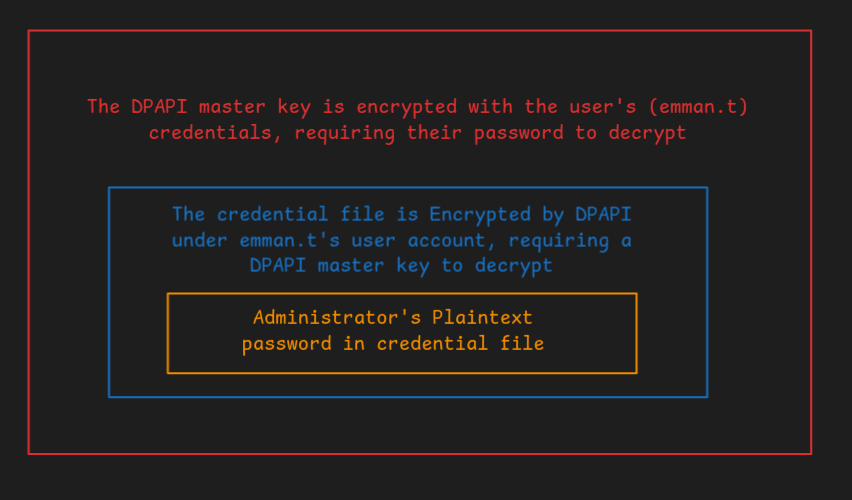 The DPAPI master key is encrypted with the user's (emman.t)
credentials, requiring their password to decrypt
The credential file is Encrypted by DPAPI
under emman.t's user account, requiring a
DPAPI master key to decrypt
Administrator's Plaintext
password in credential file